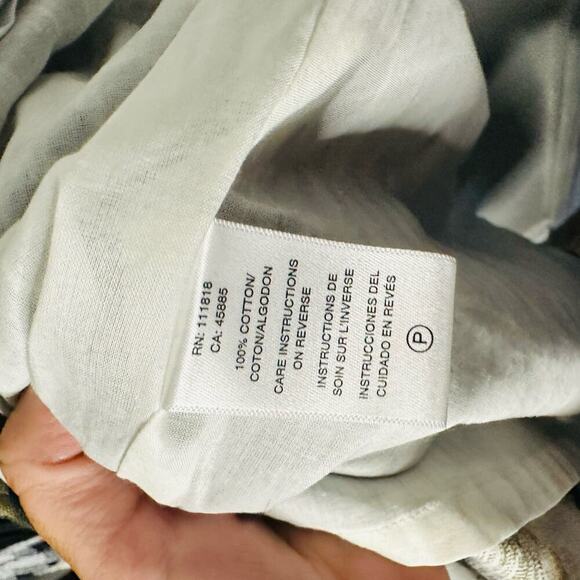 RN: 111818
CA: 45885
100% COTTON/
COTON/ALGODON
CARE INSTRUCTIONS
ON REVERSE
INSTRUCTIONS DE
SOIN SUR L'INVERSE
INSTRUCCIONES DEL
CUIDADO EN REVÉS
P